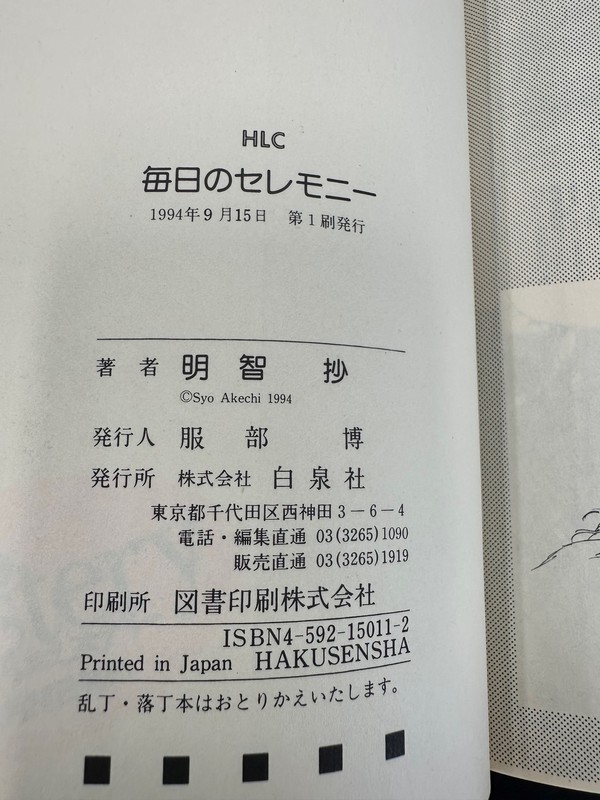 HLC
毎日のセレモニー
1994年9月15日 第1刷発行
著者 明智 抄
©Syo Akechi 1994
発行人 服部 博
発行所 株式会社 白泉社
東京都千代田区西神田3－6－4
電話・編集直通 03(3265)1090
販売直通 03(3265)1919
印刷所 図書印刷株式会社
ISBN4-592-15011-2
Printed in Japan HAKUSENSHA
乱丁・落丁本はおとりかえいたします。